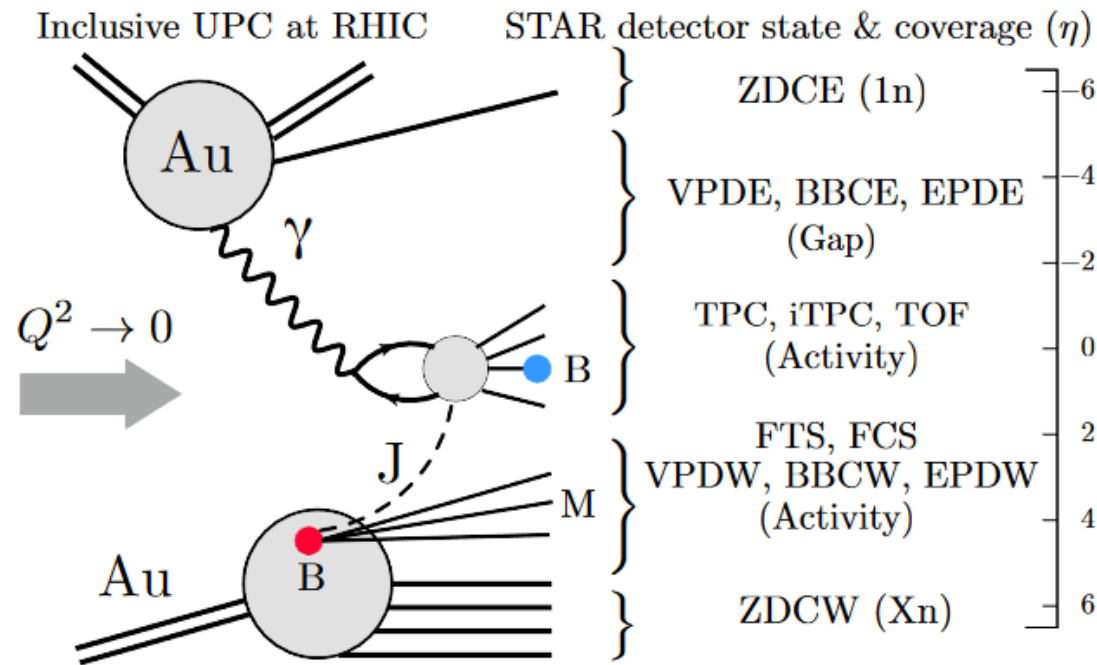 Inclusive UPC at RHIC
STAR detector state & coverage (η)
Au
γ
Q² → 0
B
J
M
Au
B
ZDCE (1n)
VPDE, BBCE, EPDE
(Gap)
TPC, iTPC, TOF
(Activity)
FTS, FCS
VPDW, BBCW, EPDW
(Activity)
ZDCW (Xn)
−6
−4
−2
0
2
4
6